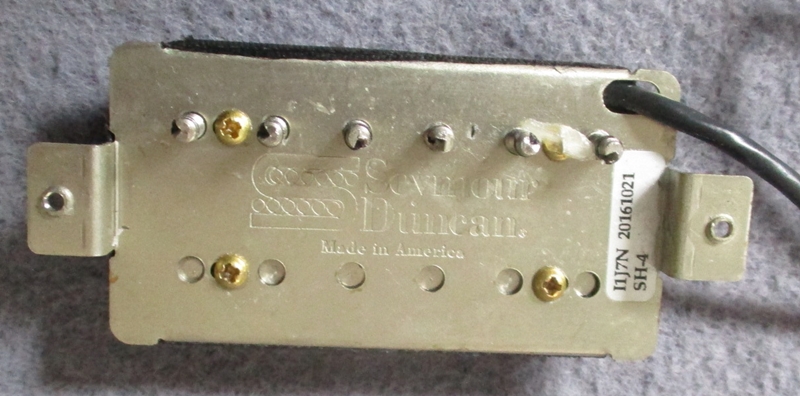 Seymour
Duncan®
Made in America
I1J7N 20161021
SH-4